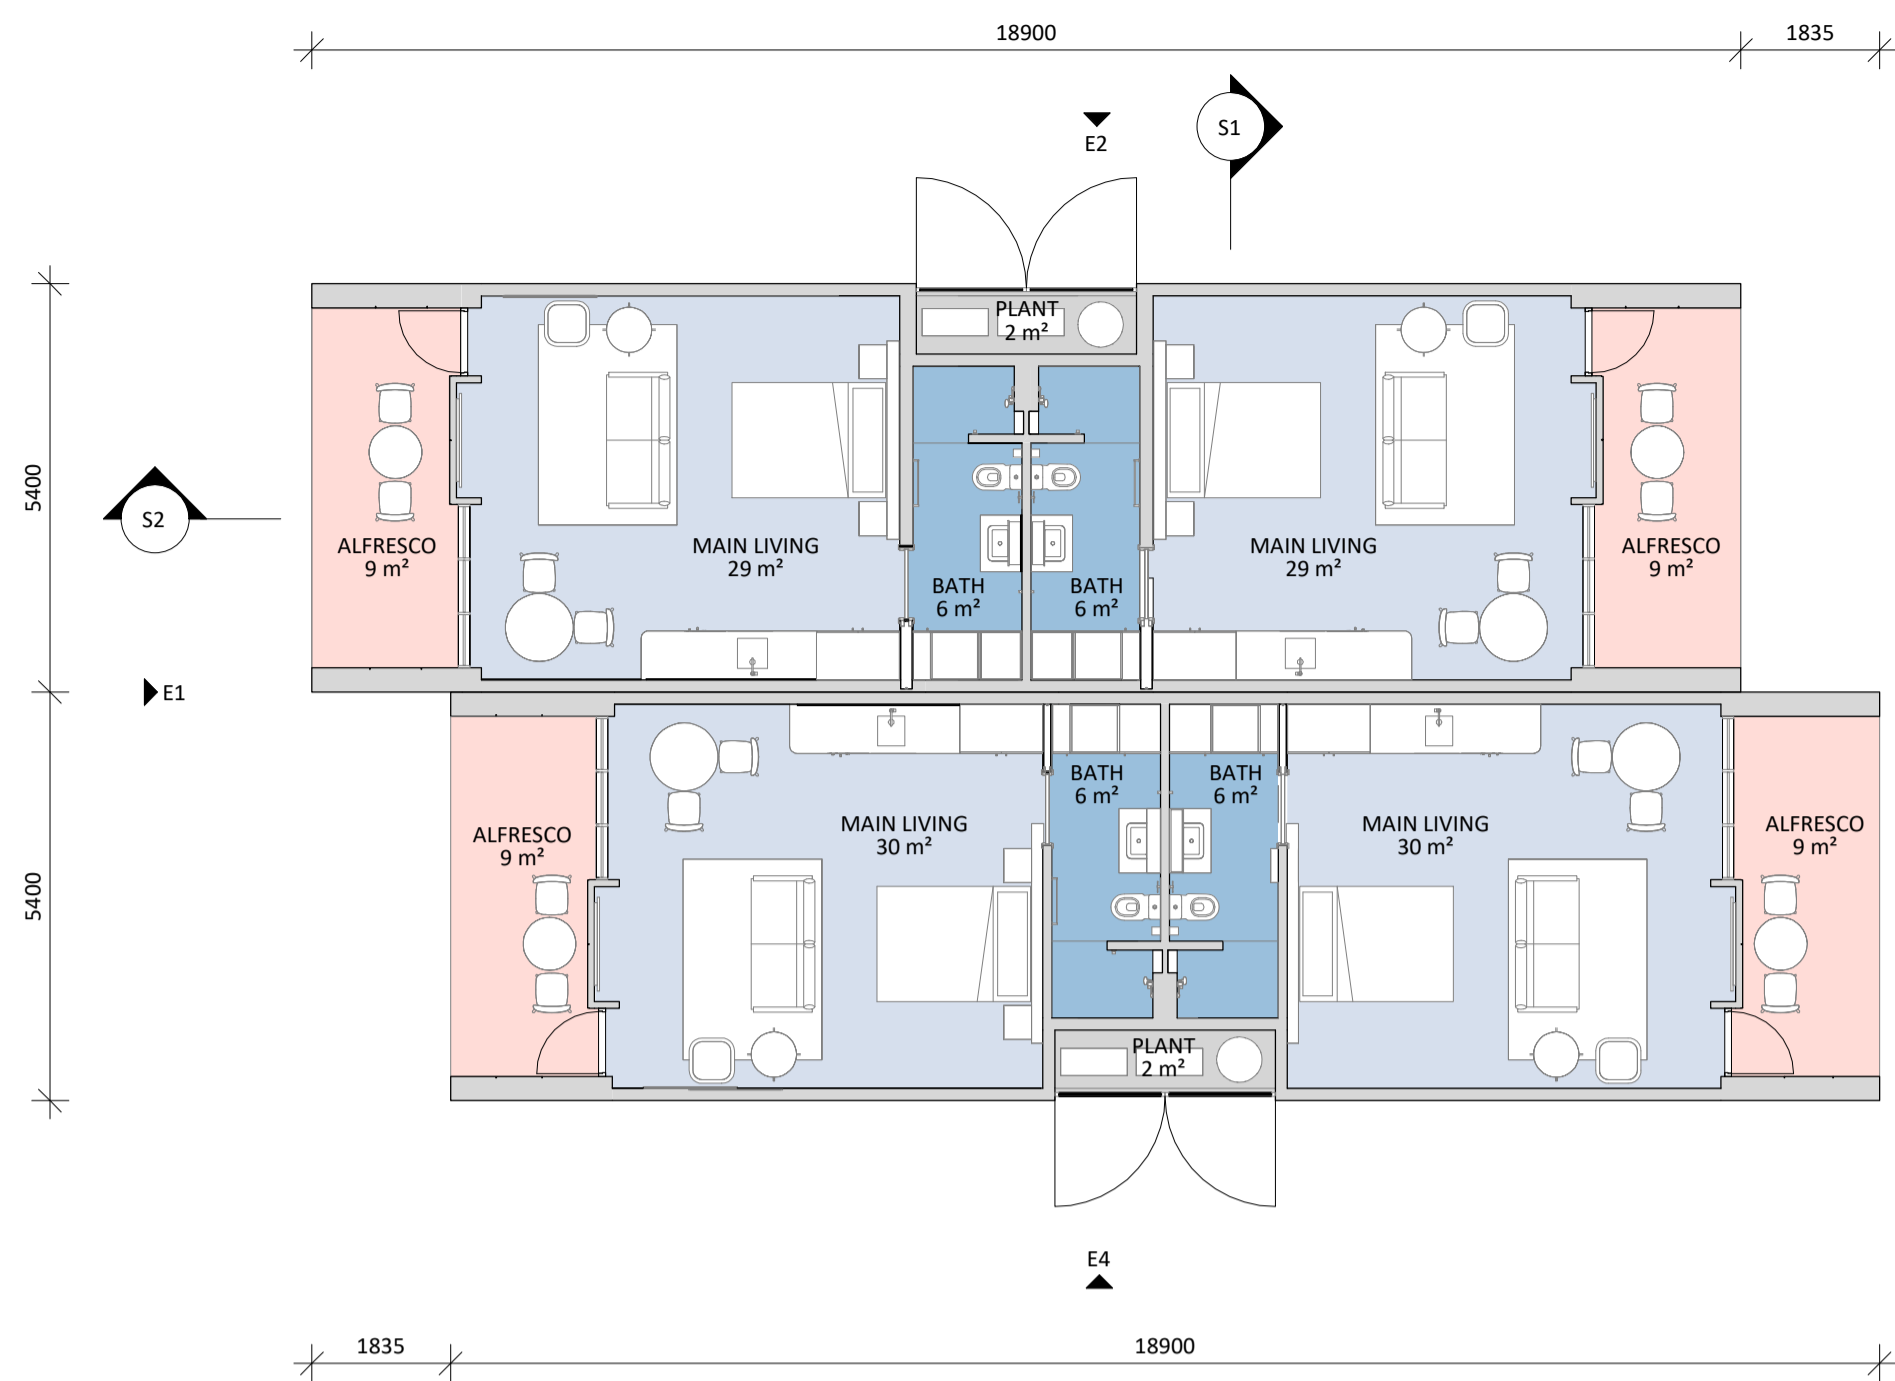 18900
1835
S1
E2
PLANT
2 m²
5400
S2
ALFRESCO
9 m²
MAIN LIVING
29 m²
BATH
6 m²
BATH
6 m²
MAIN LIVING
29 m²
ALFRESCO
9 m²
E1
5400
ALFRESCO
9 m²
MAIN LIVING
30 m²
BATH
6 m²
BATH
6 m²
MAIN LIVING
30 m²
ALFRESCO
9 m²
PLANT
2 m²
E4
1835
18900